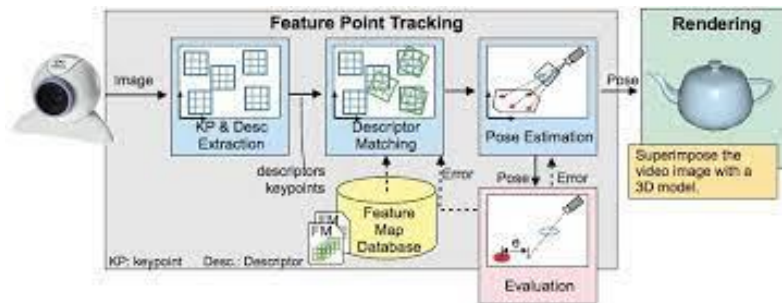 Feature Point Tracking
Rendering
Image
KP & Desc
Extraction
Descriptor
Matching
Pose Estimation
Pose
descriptors
keypoints
Error
Pose
Error
Superimpose the
video image with a
3D model.
Feature
Map
Database
FM
FM
e
Evaluation
KP: keypoint Desc.: Descriptor